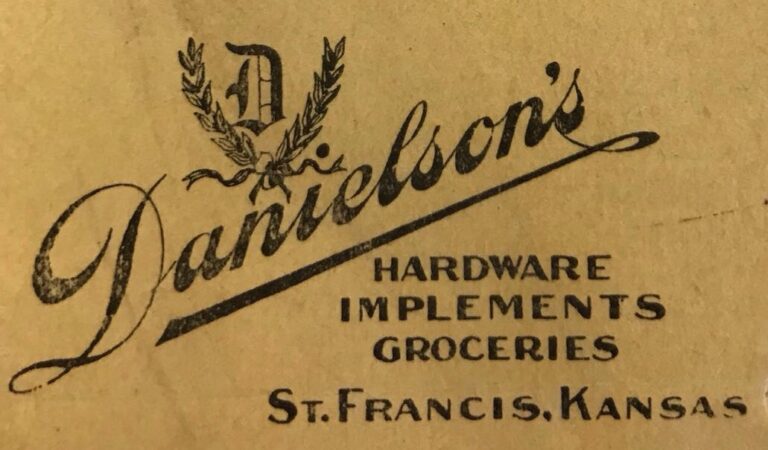 D
Danielson's
HARDWARE
IMPLEMENTS
GROCERIES
ST. FRANCIS, KANSAS